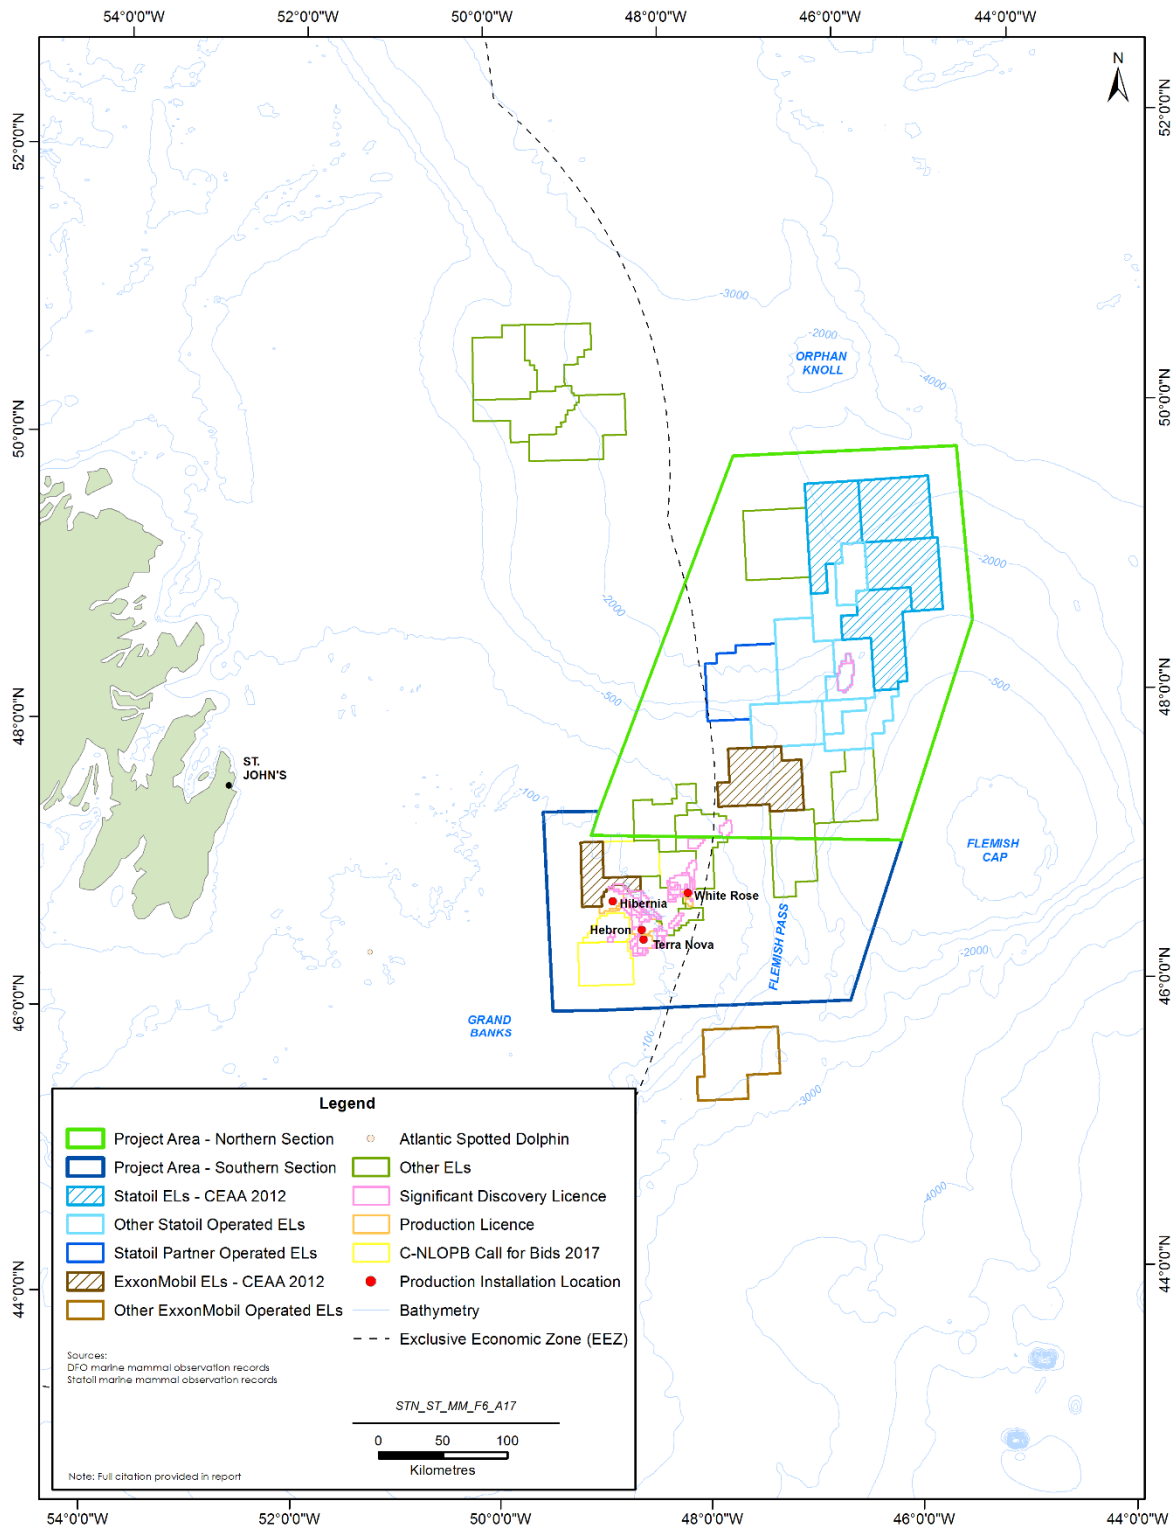 54°0'0"W 52°0'0"W 50°0'0"W 48°0'0"W 46°0'0"W 44°0'0"W
N
52°0'0"N
52°0'0"N
-3000
-2000
ORPHAN
KNOLL
-4000
50°0'0"N
50°0'0"N
-2000
-2000
48°0'0"N
48°0'0"N
-500
-500
ST.
JOHN'S
-100
FLEMISH
CAP
White Rose
Hibernia
Hebron
Terra Nova
FLEMISH PASS
-2000
46°0'0"N
46°0'0"N
GRAND
BANKS
-100
-3000
-4000
44°0'0"N
44°0'0"N
Legend
Project Area - Northern Section
Project Area - Southern Section
Statoil ELs - CEAA 2012
Other Statoil Operated ELs
Statoil Partner Operated ELs
ExxonMobil ELs - CEAA 2012
Other ExxonMobil Operated ELs
Atlantic Spotted Dolphin
Other ELs
Significant Discovery Licence
Production Licence
C-NLOPB Call for Bids 2017
Production Installation Location
Bathymetry
Exclusive Economic Zone (EEZ)
Sources:
DFO marine mammal observation records
Statoil marine mammal observation records
STN_ST_MM_F6_A17
0 50 100
Kilometres
Note: Full citation provided in report
54°0'0"W 52°0'0"W 50°0'0"W 48°0'0"W 46°0'0"W 44°0'0"W